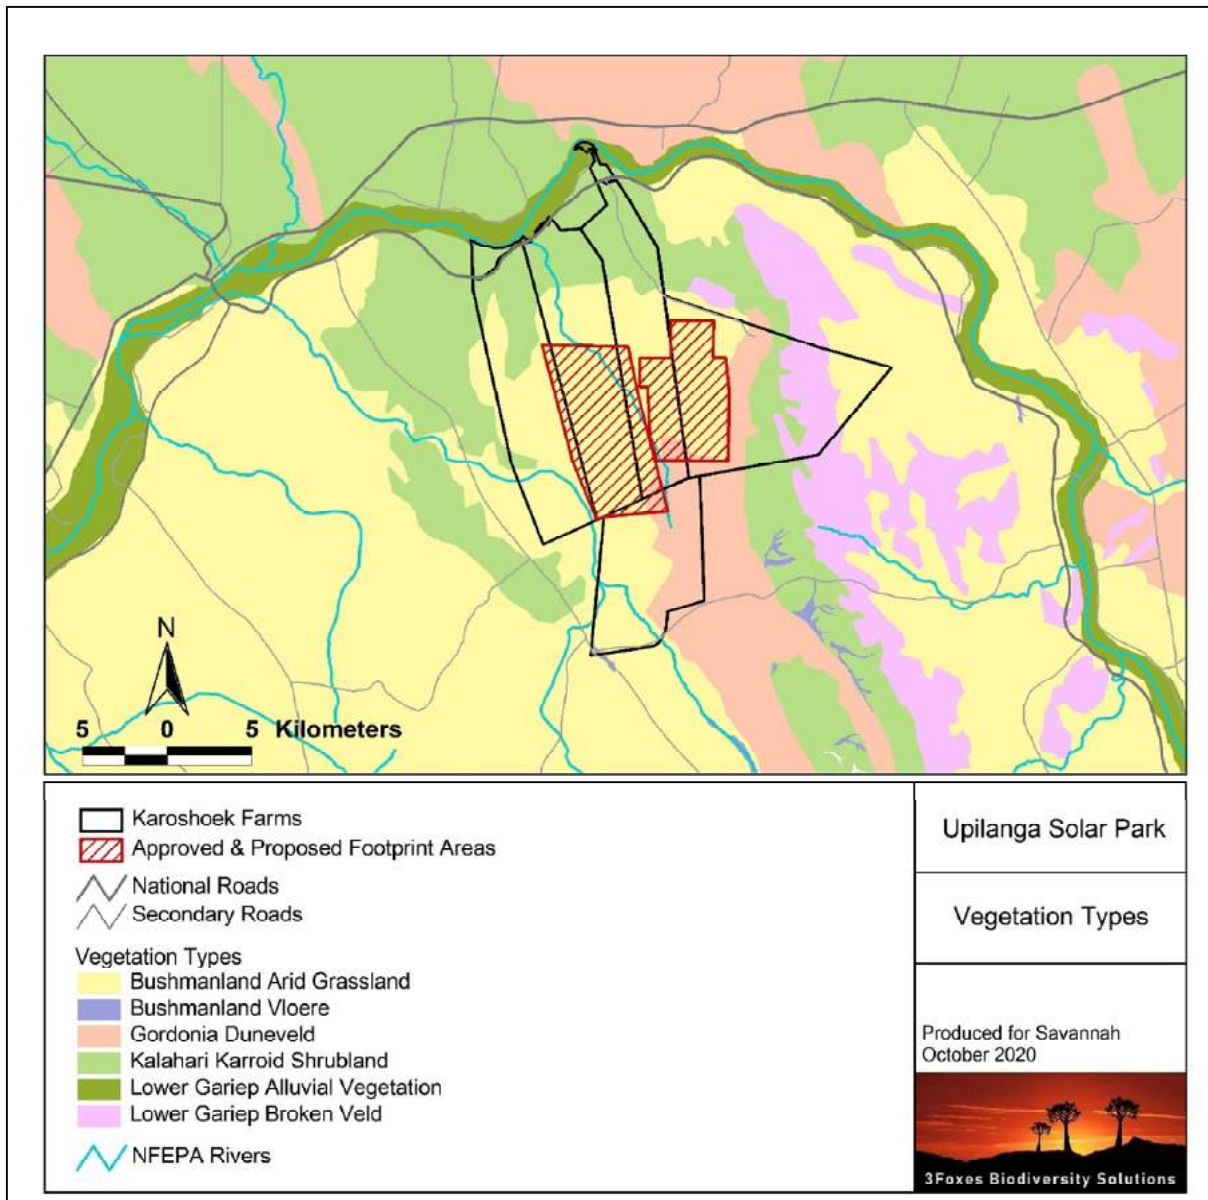 N
5 0 5 Kilometers
Karoshoek Farms
Approved & Proposed Footprint Areas
National Roads
Secondary Roads
Vegetation Types
Bushmanland Arid Grassland
Bushmanland Vloere
Gordonia Duneveld
Kalahari Karroid Shrubland
Lower Gariep Alluvial Vegetation
Lower Gariep Broken Veld
NFEPA Rivers
Upilanga Solar Park
Vegetation Types
Produced for Savannah
October 2020
3Foxes Biodiversity Solutions